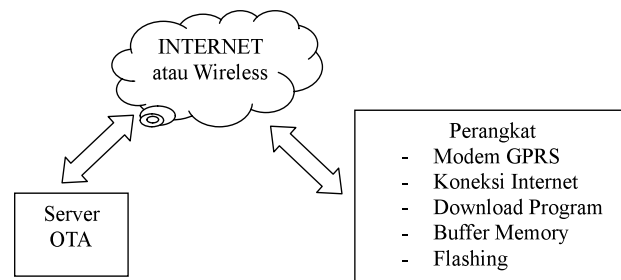 INTERNET
atau Wireless
Server
OTA
Perangkat
- Modem GPRS
- Koneksi Internet
- Download Program
- Buffer Memory
- Flashing